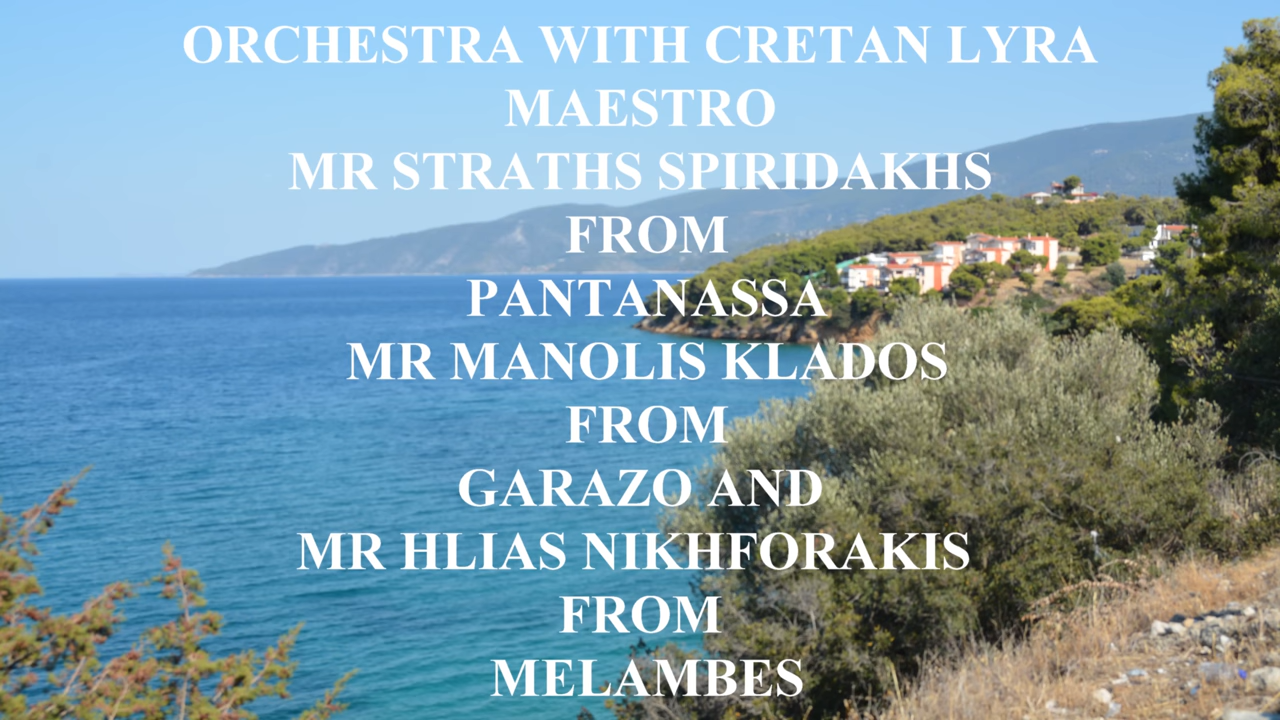 ORCHESTRA WITH CRETAN LYRA
MAESTRO
MR STRATHS SPIRIDAKHS
FROM
PANTANASSA
MR MANOLIS KLADOS
FROM
GARAZO AND
MR HLIAS NIKHFORAKIS
FROM
MELAMBES